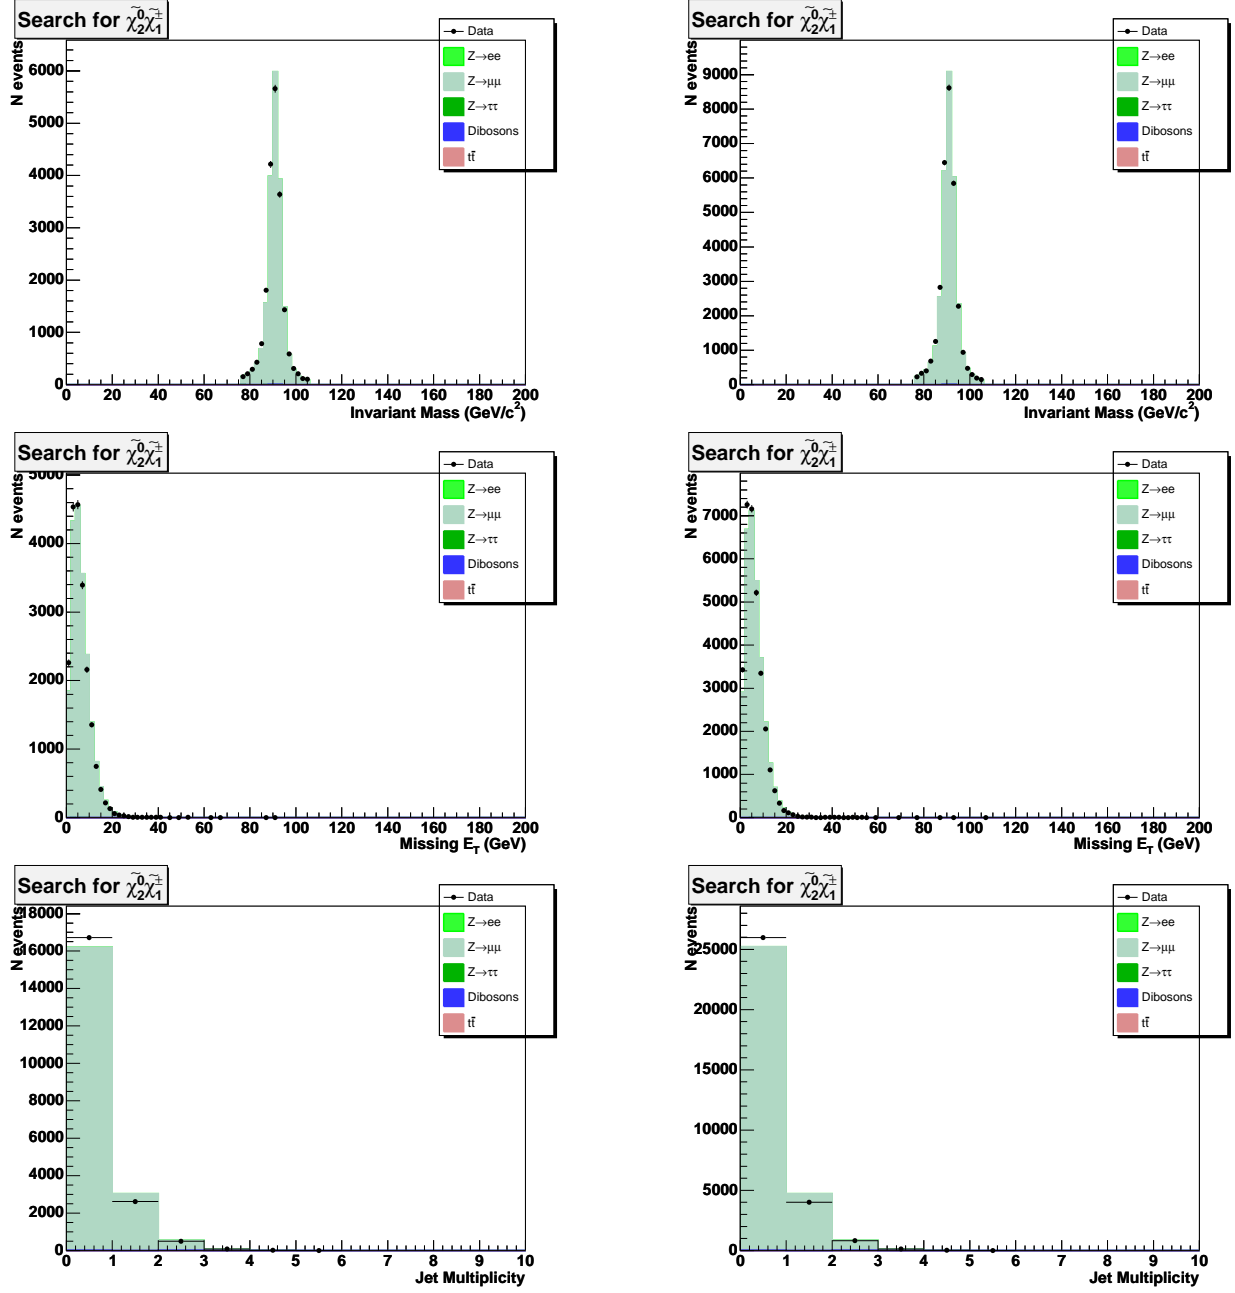 Search for χ̃⁰₂χ̃±₁
N events
6000
5000
4000
3000
2000
1000
0
0 20 40 60 80 100 120 140 160 180 200
Invariant Mass (GeV/c²)
Data
Z→ee
Z→μμ
Z→ττ
Dibosons
tt̄
Search for χ̃⁰₂χ̃±₁
N events
9000
8000
7000
6000
5000
4000
3000
2000
1000
0
0 20 40 60 80 100 120 140 160 180 200
Invariant Mass (GeV/c²)
Data
Z→ee
Z→μμ
Z→ττ
Dibosons
tt̄
Search for χ̃⁰₂χ̃±₁
N events
5000
4000
3000
2000
1000
0
0 20 40 60 80 100 120 140 160 180 200
Missing E_T (GeV)
Data
Z→ee
Z→μμ
Z→ττ
Dibosons
tt̄
Search for χ̃⁰₂χ̃±₁
N events
7000
6000
5000
4000
3000
2000
1000
0
0 20 40 60 80 100 120 140 160 180 200
Missing E_T (GeV)
Data
Z→ee
Z→μμ
Z→ττ
Dibosons
tt̄
Search for χ̃⁰₂χ̃±₁
N events
18000
16000
14000
12000
10000
8000
6000
4000
2000
0
0 1 2 3 4 5 6 7 8 9 10
Jet Multiplicity
Data
Z→ee
Z→μμ
Z→ττ
Dibosons
tt̄
Search for χ̃⁰₂χ̃±₁
N events
25000
20000
15000
10000
5000
0
0 1 2 3 4 5 6 7 8 9 10
Jet Multiplicity
Data
Z→ee
Z→μμ
Z→ττ
Dibosons
tt̄